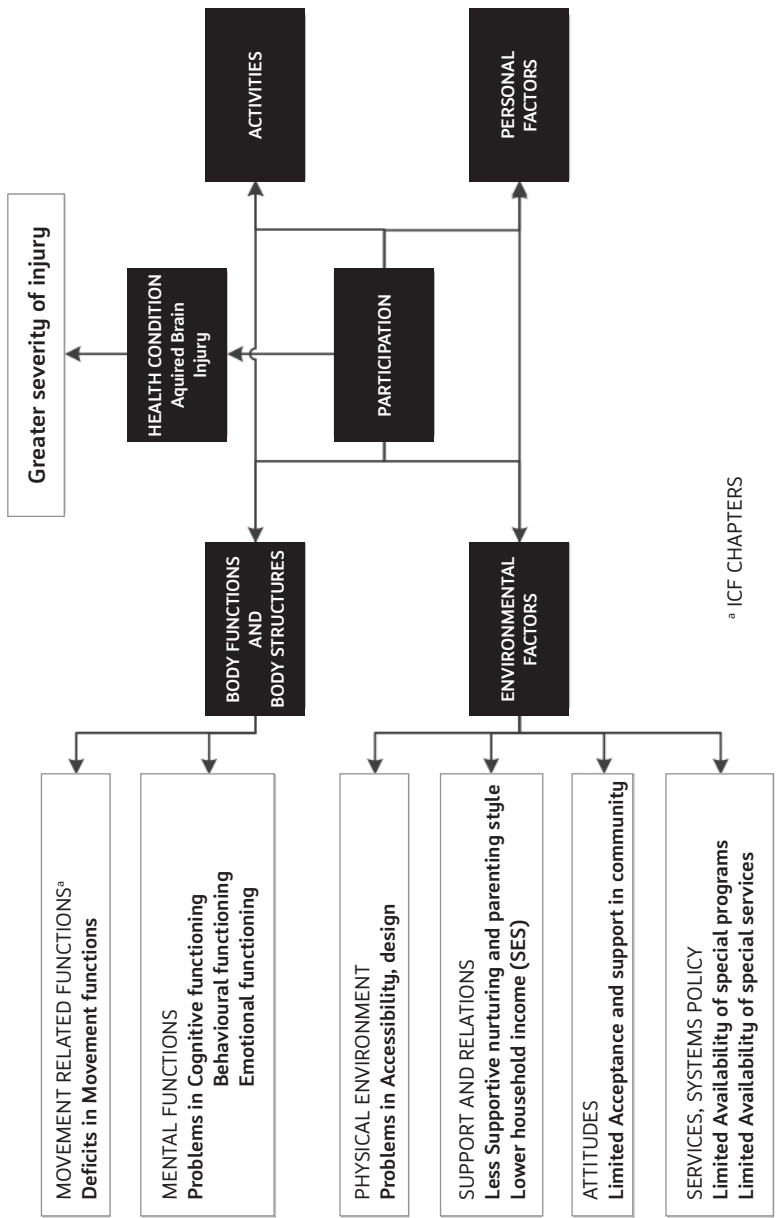 Greater severity of injury
HEALTH CONDITION
Aquired Brain
Injury
BODY FUNCTIONS
AND
BODY STRUCTURES
ACTIVITIES
PARTICIPATION
ENVIRONMENTAL
FACTORS
PERSONAL
FACTORS
MOVEMENT RELATED FUNCTIONSᵃ
Deficits in Movement functions
MENTAL FUNCTIONS
Problems in Cognitive functioning
Behavioural functioning
Emotional functioning
PHYSICAL ENVIRONMENT
Problems in Accessibility, design
SUPPORT AND RELATIONS
Less Supportive nurturing and parenting style
Lower household income (SES)
ATTITUDES
Limited Acceptance and support in community
SERVICES, SYSTEMS POLICY
Limited Availability of special programs
Limited Availability of special services
ᵃ ICF CHAPTERS